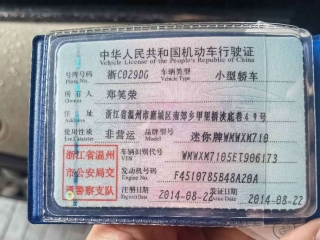 中华人民共和国机动车行驶证
Vehicle License of the People's Republic of China
号牌号码 浙C029DG 车辆类型 小型轿车
Plate No. Vehicle Type
所有人 郑笑荣
Owner
住址 浙江省温州市鹿城区南郊乡
Address
使用性质 非营运 品牌型号 迷你牌WMWXM710
Use Character Model
浙江省温州
市公安局交
通警察支队
车辆识别代号 WMWXM7105ET906173
VIN
发动机号码 F4510785B48A20A
Engine No.
注册日期 2014-08-22 发证日期 2014-08-22
Register Date Issue Date